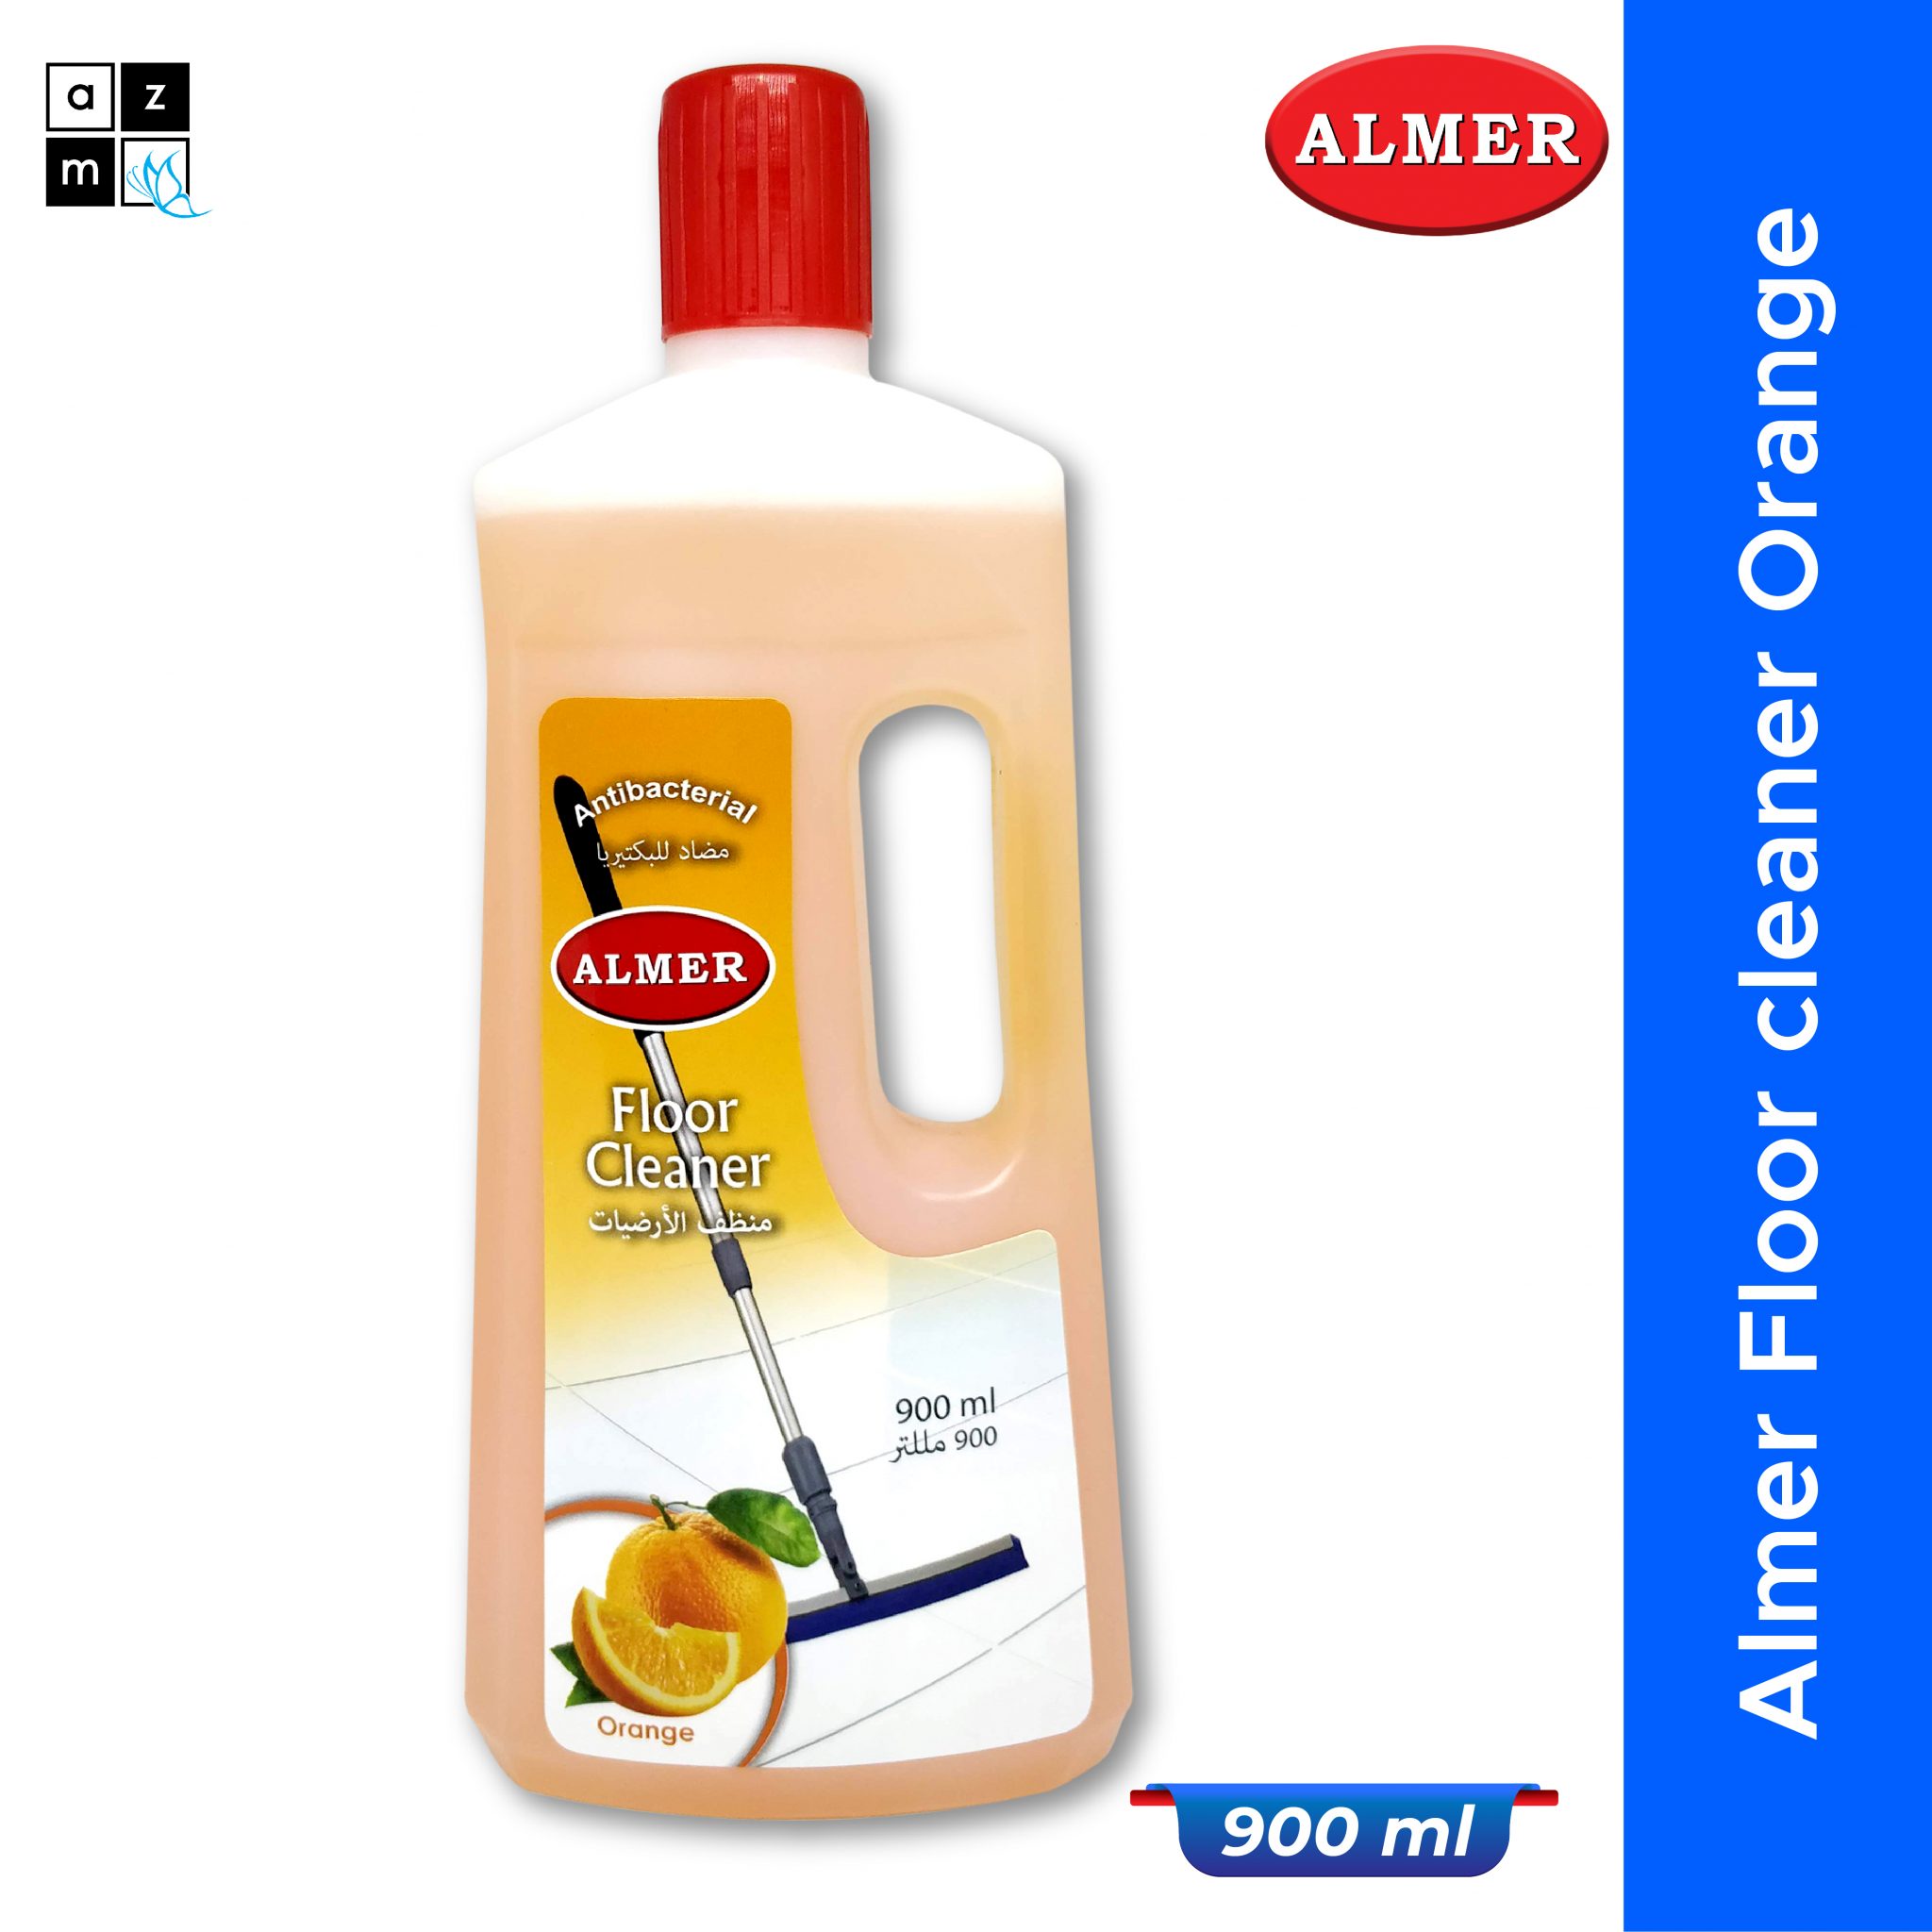 a z
m
ALMER
Antibacterial
مضاد للبكتيريا
ALMER
Floor
Cleaner
منظف الأرضيات
900 ml
900 مللتر
Orange
900 ml
Almer Floor cleaner Orange